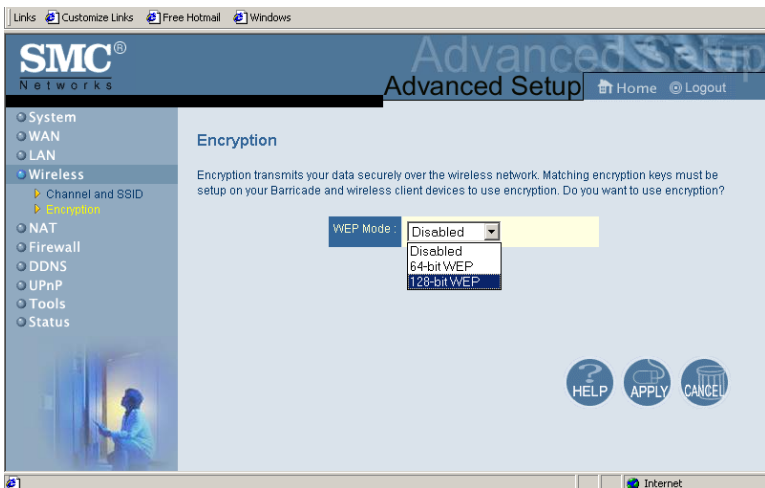 Links Customize Links Free Hotmail Windows
SMC®
Networks
Advanced Setup
Advanced Setup
Home Logout
System
WAN
LAN
Wireless
Channel and SSID
Encryption
NAT
Firewall
DDNS
UPnP
Tools
Status
Encryption
Encryption transmits your data securely over the wireless network. Matching encryption keys must be
setup on your Barricade and wireless client devices to use encryption. Do you want to use encryption?
WEP Mode : Disabled
Disabled
64-bit WEP
128-bit WEP
HELP APPLY CANCEL
Internet